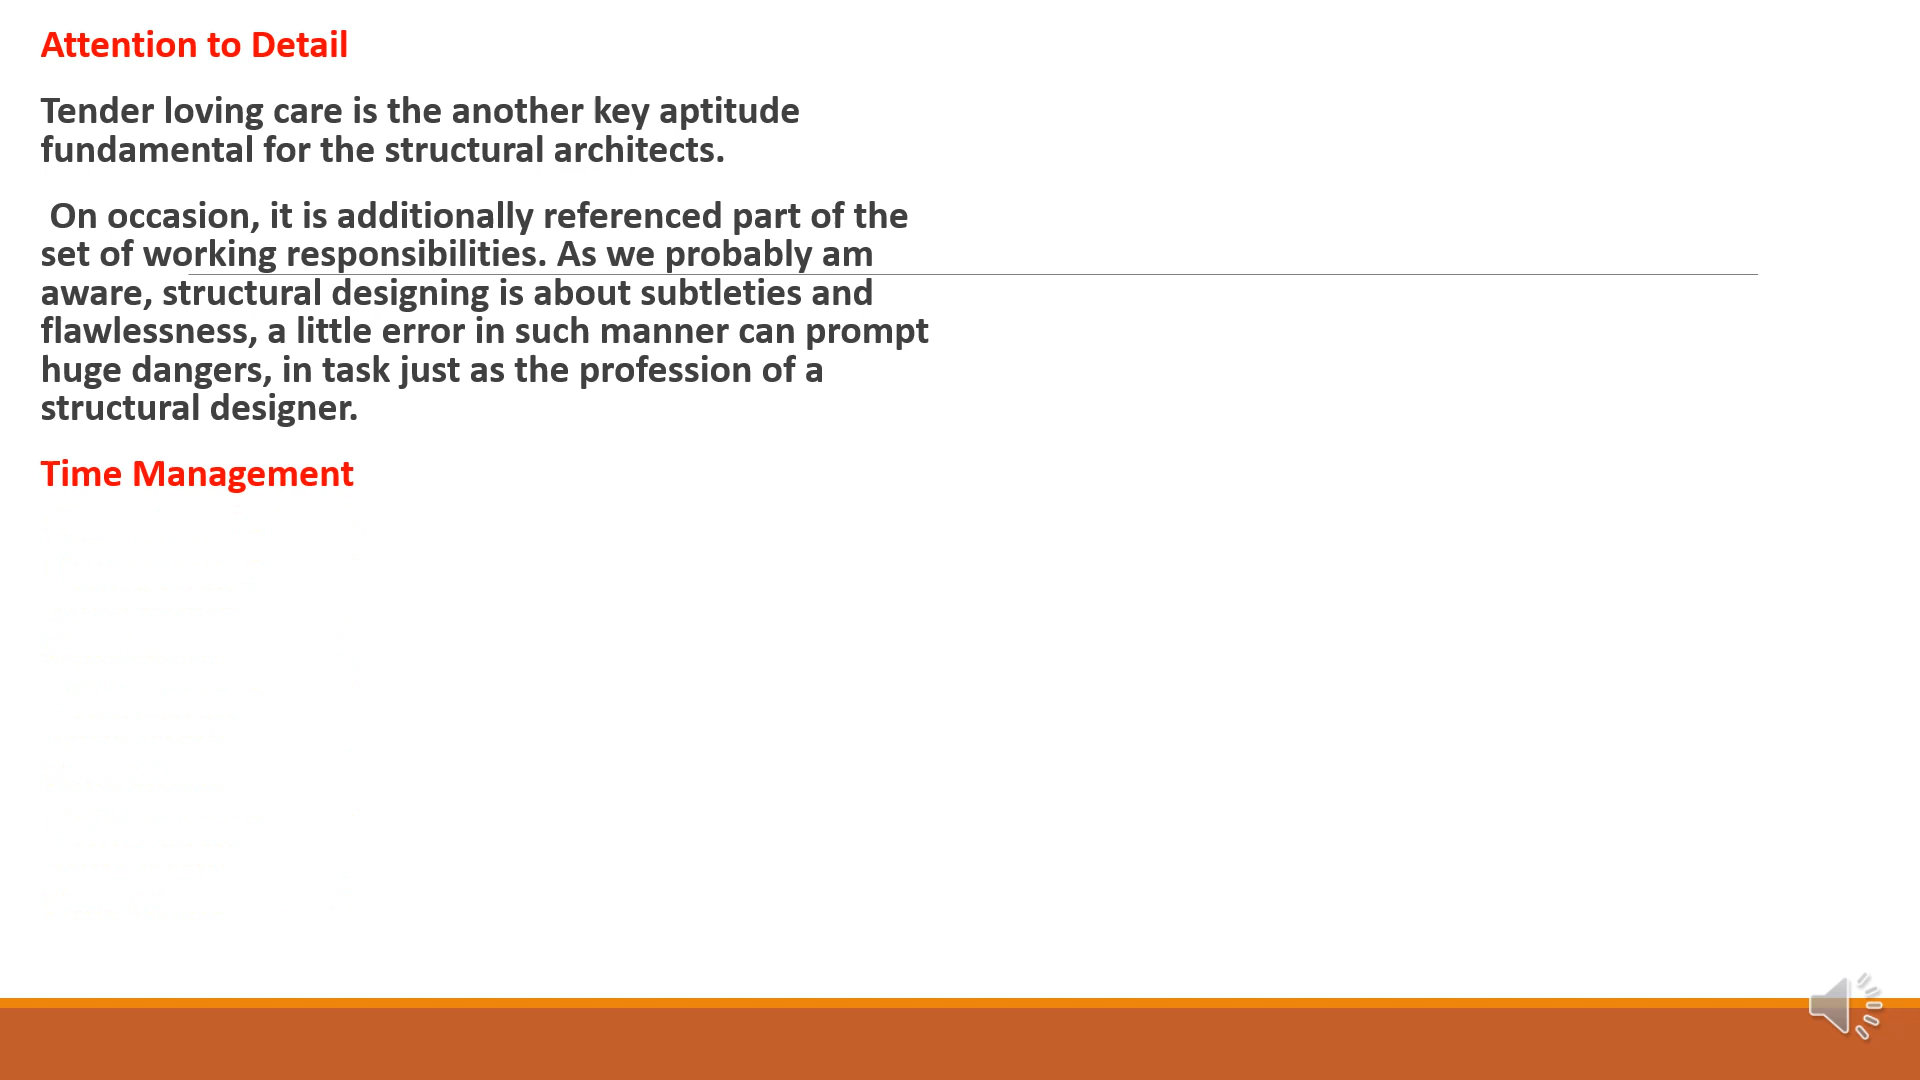 Attention to Detail
Tender loving care is the another key aptitude
fundamental for the structural architects.
On occasion, it is additionally referenced part of the
set of working responsibilities. As we probably am
aware, structural designing is about subtleties and
flawlessness, a little error in such manner can prompt
huge dangers, in task just as the profession of a
structural designer.
Time Management